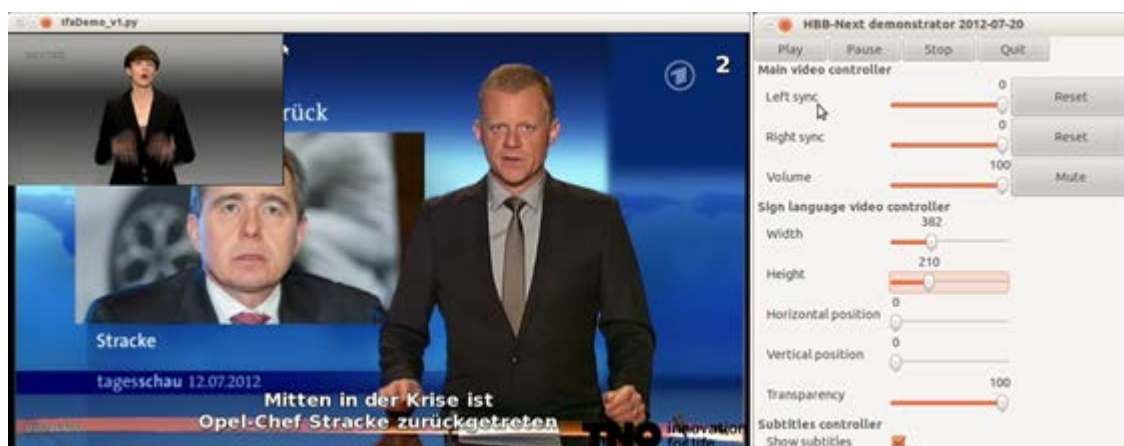 IfaDemo_v1.py
2
rück
Stracke
tagesschau 12.07.2012
Mitten in der Krise ist
Opel-Chef Stracke zurückgetreten
TNO innovation
for life
HBB-Next demonstrator 2012-07-20
Play Pause Stop Quit
Main video controller
Left sync 0 Reset
Right sync 0 Reset
Volume 100 Mute
Sign language video controller
Width 382
Height 210
Horizontal position 0
Vertical position 0
Transparency 100
Subtitles controller
Show subtitles